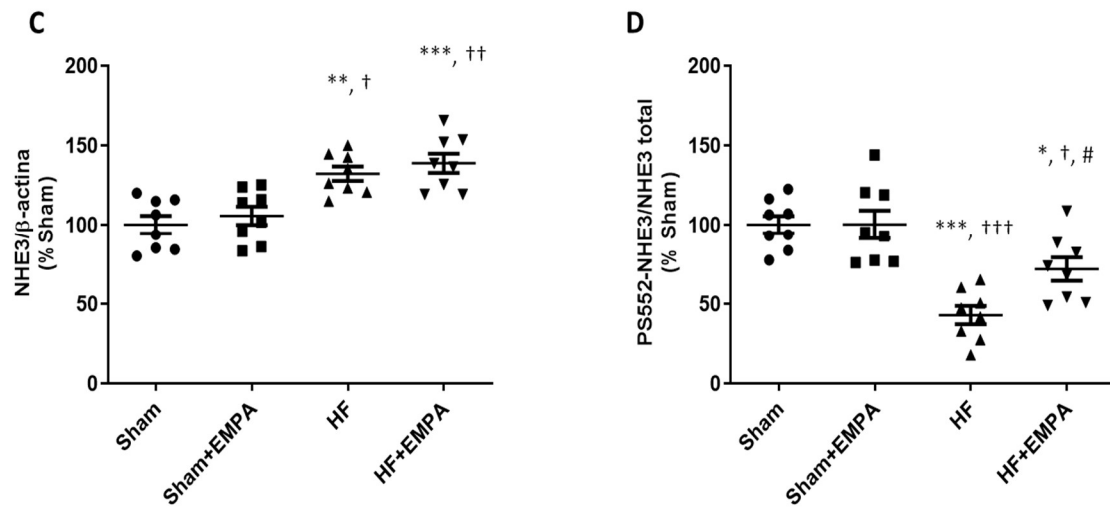 C
NHE3/β-actina
(% Sham)
200
150
100
50
0
**, †
***, ††
Sham
Sham+EMPA
HF
HF+EMPA
D
PS552-NHE3/NHE3 total
(% Sham)
200
150
100
50
0
***, †††
*, †, #
Sham
Sham+EMPA
HF
HF+EMPA